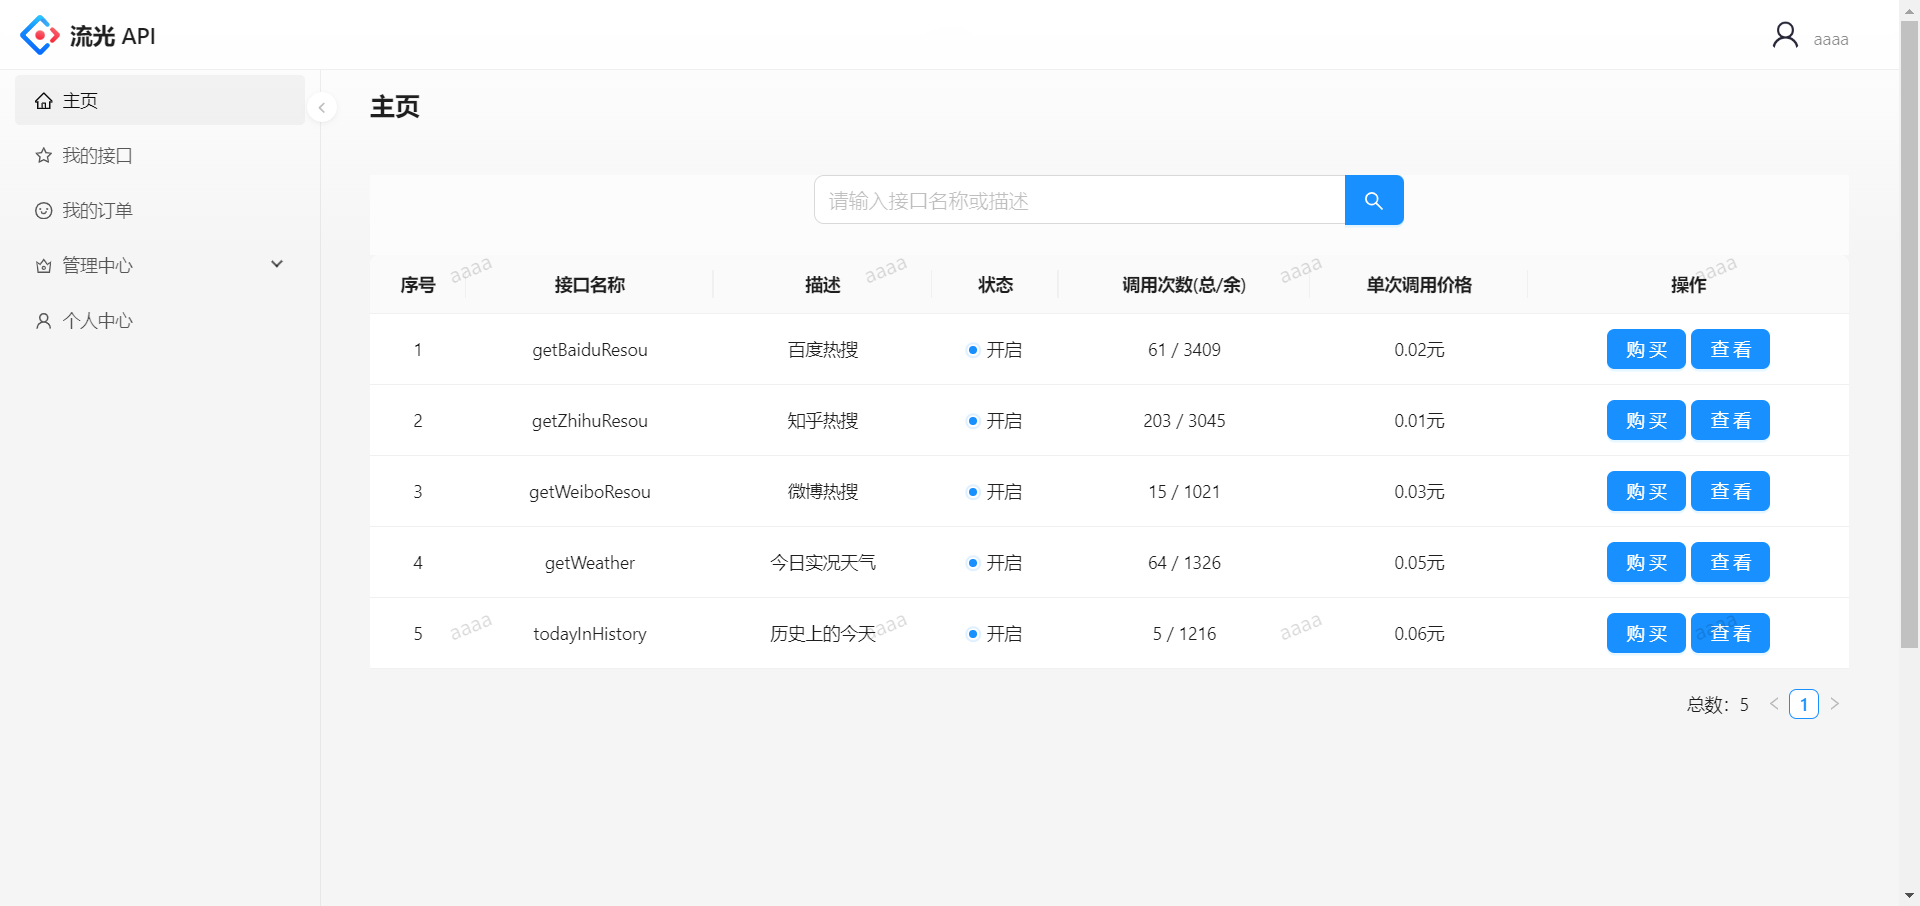 流光 API
aaaa
主页
我的接口
我的订单
管理中心
个人中心
主页
请输入接口名称或描述
序号 接口名称 描述 状态 调用次数(总/余) 单次调用价格 操作
aaaa aaaa aaaa aaaa
1 getBaiduResou 百度热搜 开启 61 / 3409 0.02元 购买 查看
2 getZhihuResou 知乎热搜 开启 203 / 3045 0.01元 购买 查看
3 getWeiboResou 微博热搜 开启 15 / 1021 0.03元 购买 查看
4 getWeather 今日实况天气 开启 64 / 1326 0.05元 购买 查看
5 todayInHistory 历史上的今天 开启 5 / 1216 0.06元 购买 查看
aaaa aaaa aaaa aaaa
总数：5 1